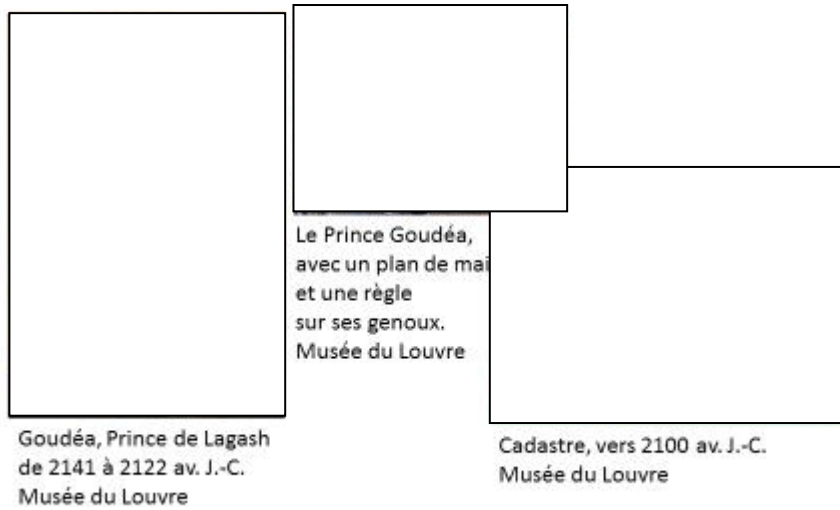 Le Prince Goudéa,
avec un plan de mai
et une règle
sur ses genoux.
Musée du Louvre
Goudéa, Prince de Lagash
de 2141 à 2122 av. J.-C.
Musée du Louvre
Cadastre, vers 2100 av. J.-C.
Musée du Louvre